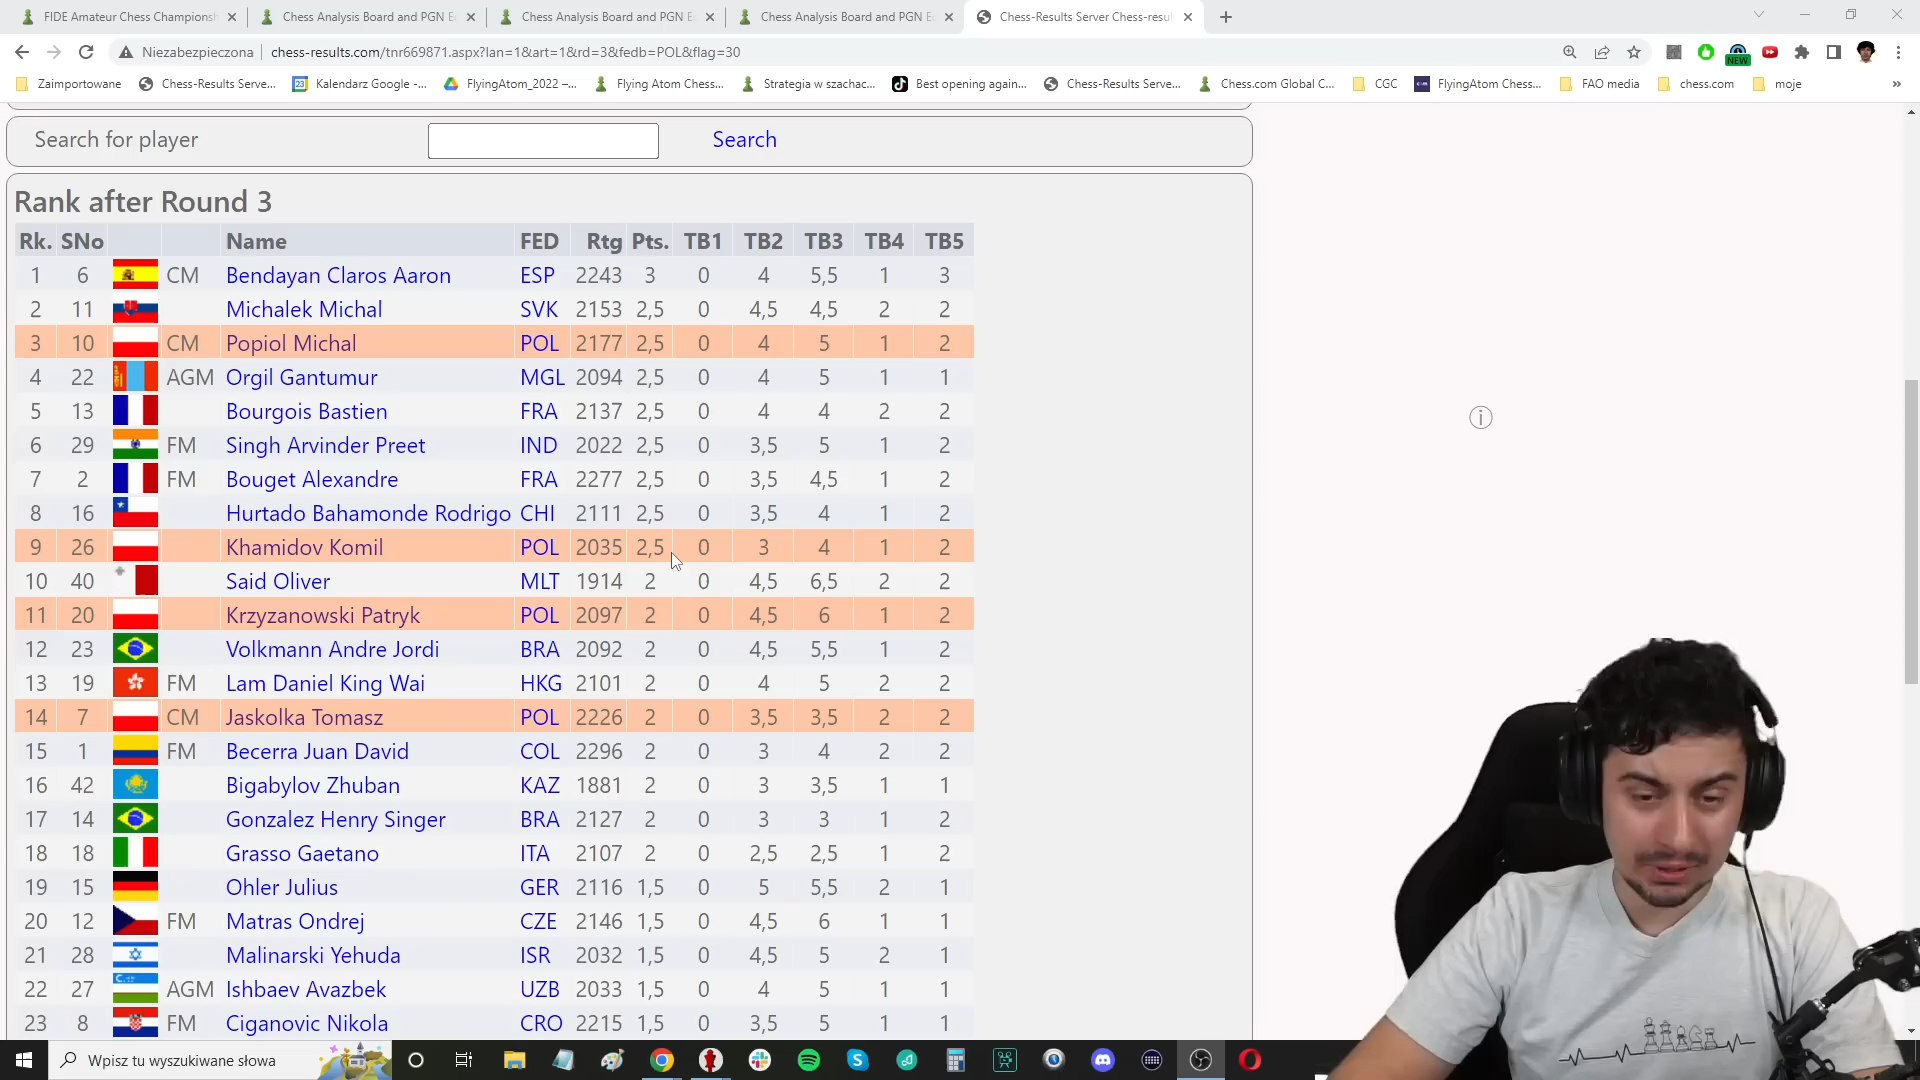 FIDE Amateur Chess Championsh
Chess Analysis Board and PGN E
Chess Analysis Board and PGN E
Chess Analysis Board and PGN E
Chess-Results Server Chess-resu
Niezabezpieczona
chess-results.com/tnr669871.aspx?lan=1&art=1&rd=3&fedb=POL&flag=30
NEW
Zaimportowane
Chess-Results Serve...
Kalendarz Google -...
FlyingAtom_2022 –...
Flying Atom Chess...
Strategia w szachac...
Best opening again...
Chess-Results Serve...
Chess.com Global C...
CGC
FlyingAtom Chess...
FAO media
chess.com
moje
Search for player
Search
Rank after Round 3
Rk. SNo Name FED Rtg Pts. TB1 TB2 TB3 TB4 TB5
1 6 CM Bendayan Claros Aaron ESP 2243 3 0 4 5,5 1 3
2 11 Michalek Michal SVK 2153 2,5 0 4,5 4,5 2 2
3 10 CM Popiol Michal POL 2177 2,5 0 4 5 1 2
4 22 AGM Orgil Gantumur MGL 2094 2,5 0 4 5 1 1
5 13 Bourgois Bastien FRA 2137 2,5 0 4 4 2 2
6 29 FM Singh Arvinder Preet IND 2022 2,5 0 3,5 5 1 2
7 2 FM Bouget Alexandre FRA 2277 2,5 0 3,5 4,5 1 2
8 16 Hurtado Bahamonde Rodrigo CHI 2111 2,5 0 3,5 4 1 2
9 26 Khamidov Komil POL 2035 2,5 0 3 4 1 2
10 40 Said Oliver MLT 1914 2 0 4,5 6,5 2 2
11 20 Krzyzanowski Patryk POL 2097 2 0 4,5 6 1 2
12 23 Volkmann Andre Jordi BRA 2092 2 0 4,5 5,5 1 2
13 19 FM Lam Daniel King Wai HKG 2101 2 0 4 5 2 2
14 7 CM Jaskolka Tomasz POL 2226 2 0 3,5 3,5 2 2
15 1 FM Becerra Juan David COL 2296 2 0 3 4 2 2
16 42 Bigabylov Zhuban KAZ 1881 2 0 3 3,5 1 1
17 14 Gonzalez Henry Singer BRA 2127 2 0 3 3 1 2
18 18 Grasso Gaetano ITA 2107 2 0 2,5 2,5 1 2
19 15 Ohler Julius GER 2116 1,5 0 5 5,5 2 1
20 12 FM Matras Ondrej CZE 2146 1,5 0 4,5 6 1 1
21 28 Malinarski Yehuda ISR 2032 1,5 0 4,5 5 2 1
22 27 AGM Ishbaev Avazbek UZB 2033 1,5 0 4 5 1 1
23 8 FM Ciganovic Nikola CRO 2215 1,5 0 3,5 5 1 1
Wpisz tu wyszukiwane słowa